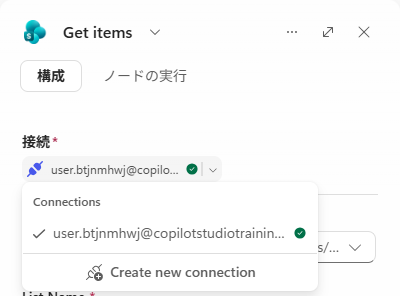 Get items
構成
ノードの実行
接続*
user.btjnmhwj@copilo...
Connections
user.btjnmhwj@copilotstudiotrainin...
s/...
Create new connection
List Name *